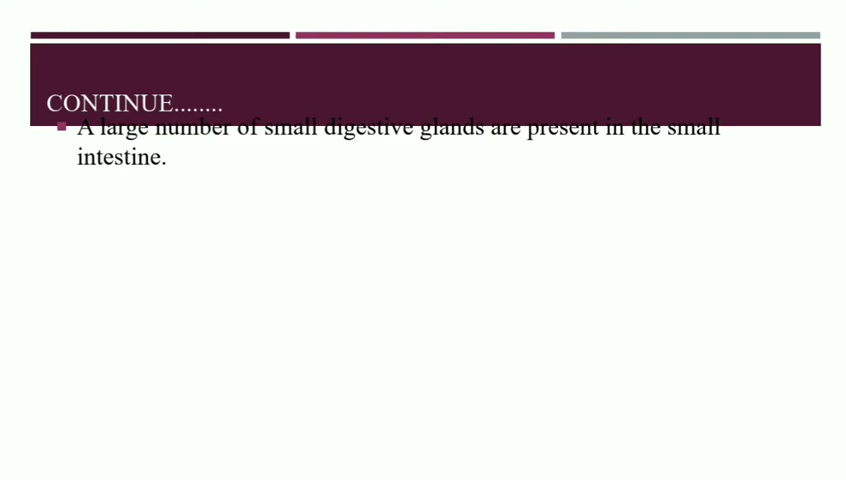 CONTINUE........
A large number of small digestive glands are present in the small
intestine.